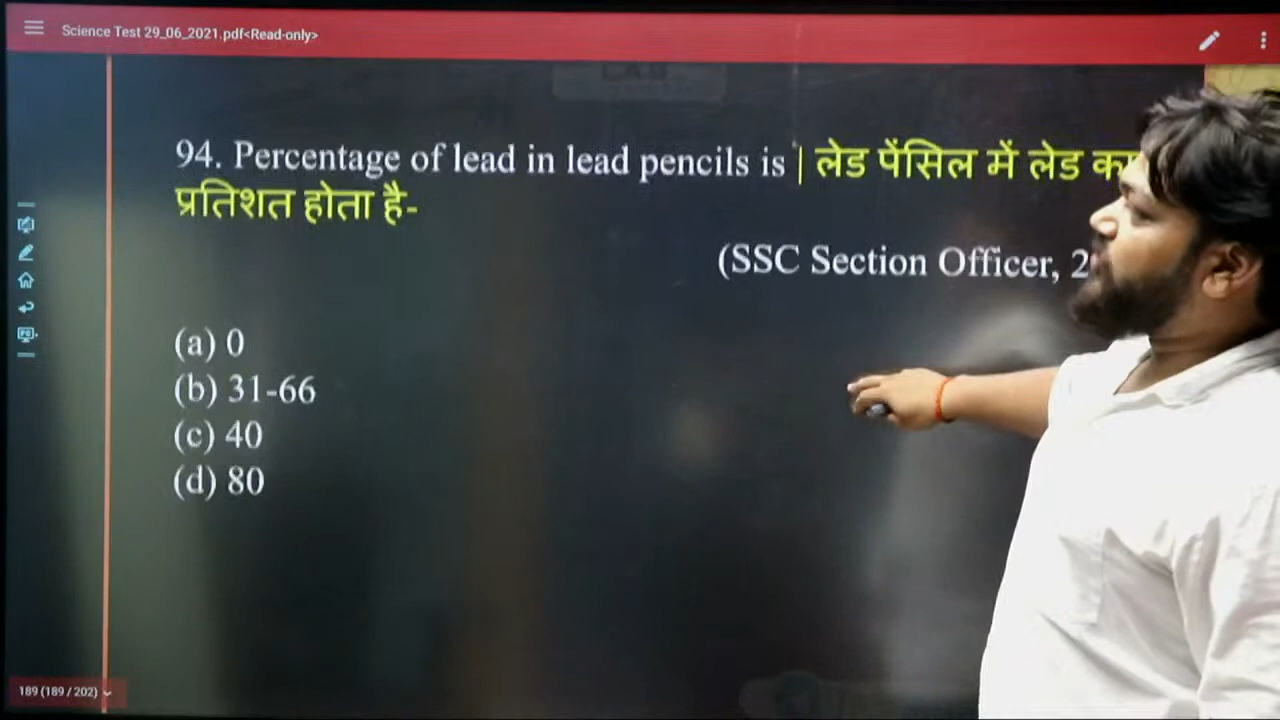 Science Test 29_06_2021.pdf<Read-only>
94. Percentage of lead in lead pencils is | लेड पेंसिल में लेड का
प्रतिशत होता है-
(SSC Section Officer,
(a) 0
(b) 31-66
(c) 40
(d) 80
189 (189 / 202)